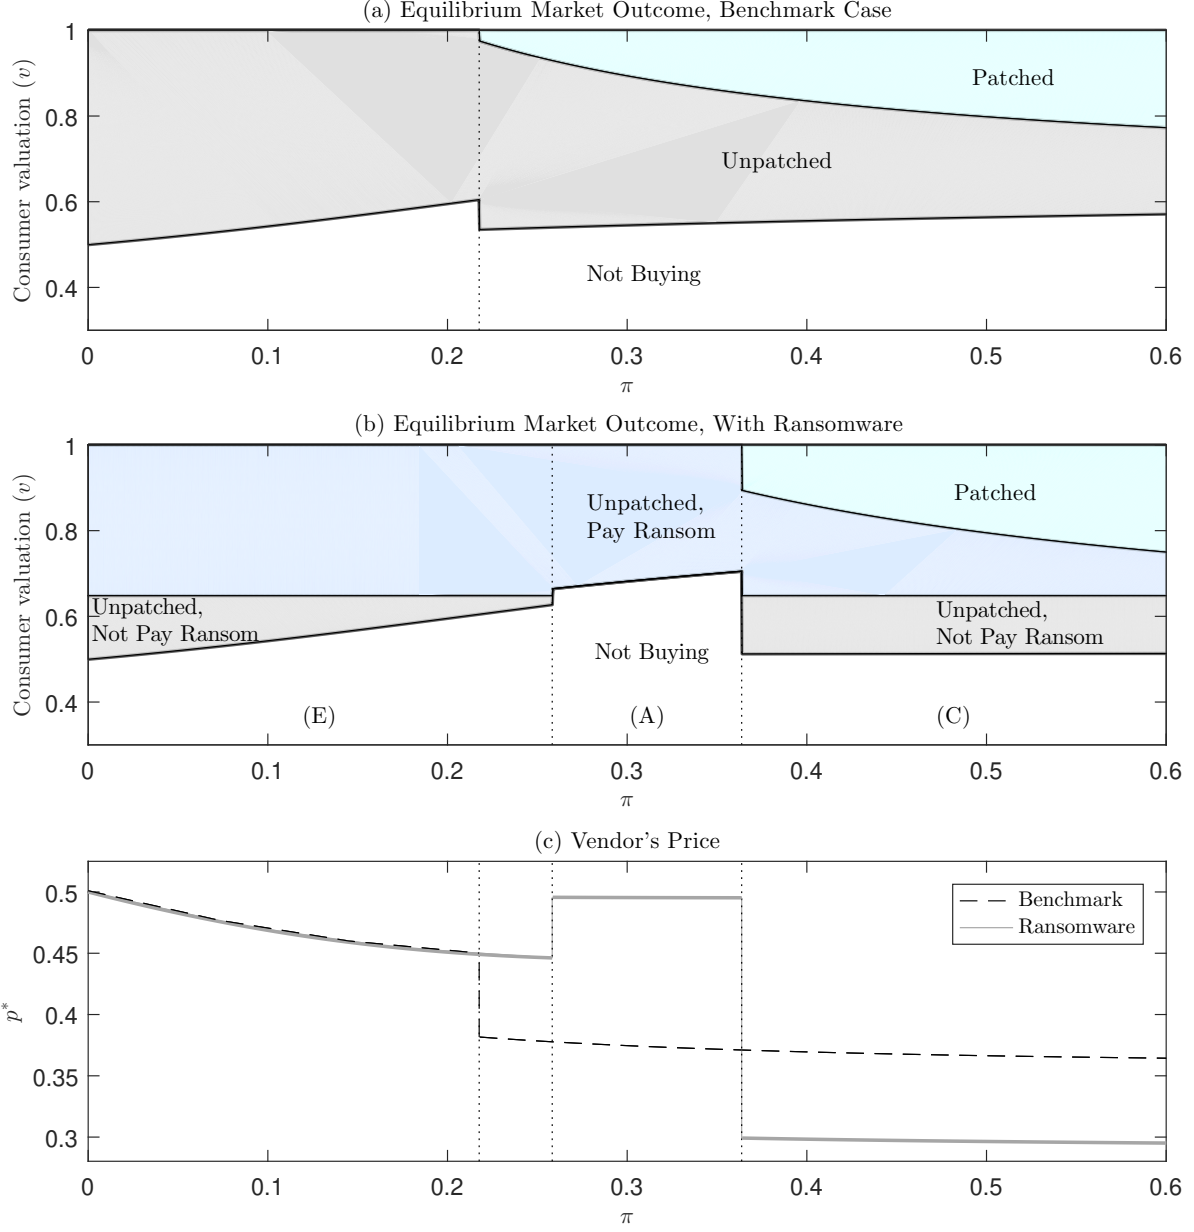 (a) Equilibrium Market Outcome, Benchmark Case
Consumer valuation (v)
1
0.8
0.6
0.4
Patched
Unpatched
Not Buying
0 0.1 0.2 0.3 0.4 0.5 0.6
π
(b) Equilibrium Market Outcome, With Ransomware
Consumer valuation (v)
1
0.8
0.6
0.4
Unpatched,
Pay Ransom
Patched
Unpatched,
Not Pay Ransom
Unpatched,
Not Pay Ransom
Not Buying
(E) (A) (C)
0 0.1 0.2 0.3 0.4 0.5 0.6
π
(c) Vendor's Price
p*
0.5
0.45
0.4
0.35
0.3
Benchmark
Ransomware
0 0.1 0.2 0.3 0.4 0.5 0.6
π